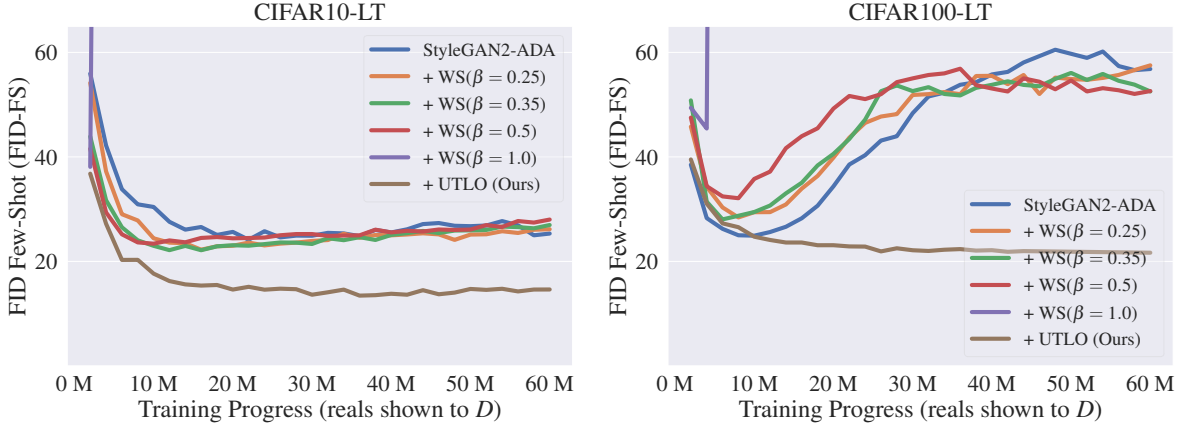 CIFAR10-LT
FID Few-Shot (FID-FS)
60
40
20
StyleGAN2-ADA
+ WS(β = 0.25)
+ WS(β = 0.35)
+ WS(β = 0.5)
+ WS(β = 1.0)
+ UTLO (Ours)
0 M 10 M 20 M 30 M 40 M 50 M 60 M
Training Progress (reals shown to D)
CIFAR100-LT
FID Few-Shot (FID-FS)
60
40
20
StyleGAN2-ADA
+ WS(β = 0.25)
+ WS(β = 0.35)
+ WS(β = 0.5)
+ WS(β = 1.0)
+ UTLO (Ours)
0 M 10 M 20 M 30 M 40 M 50 M 60 M
Training Progress (reals shown to D)